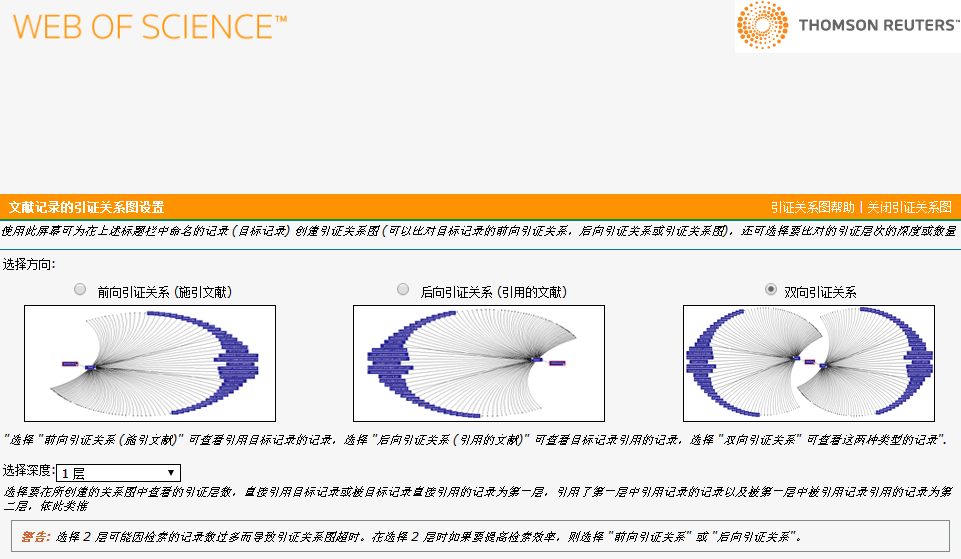 WEB OF SCIENCE™
THOMSON REUTERS™
文献记录的引证关系图设置
引证关系图帮助 | 关闭引证关系图
使用此屏幕可为在上述标题栏中命名的记录 (目标记录) 创建引证关系图 (可以比对目标记录的前向引证关系，后向引证关系或引证关系图)，还可选择要比对的引证层次的深度或数量
选择方向:
前向引证关系 (施引文献)
后向引证关系 (引用的文献)
双向引证关系
"选择 "前向引证关系 (施引文献)" 可查看引用目标记录的记录，选择 "后向引证关系 (引用的文献)" 可查看目标记录引用的记录，选择 "双向引证关系" 可查看这两种类型的记录".
选择深度: 1 层
选择要在所创建的关系图中查看的引证层数，直接引用目标记录或被目标记录直接引用的记录为第一层，引用了第一层中引用记录的记录以及被第一层中被引用记录引用的记录为第
二层，依此类推
警告: 选择 2 层可能因检索的记录数过多而导致引证关系图超时。在选择 2 层时如果要提高检索效率，则选择 "前向引证关系" 或 "后向引证关系"。